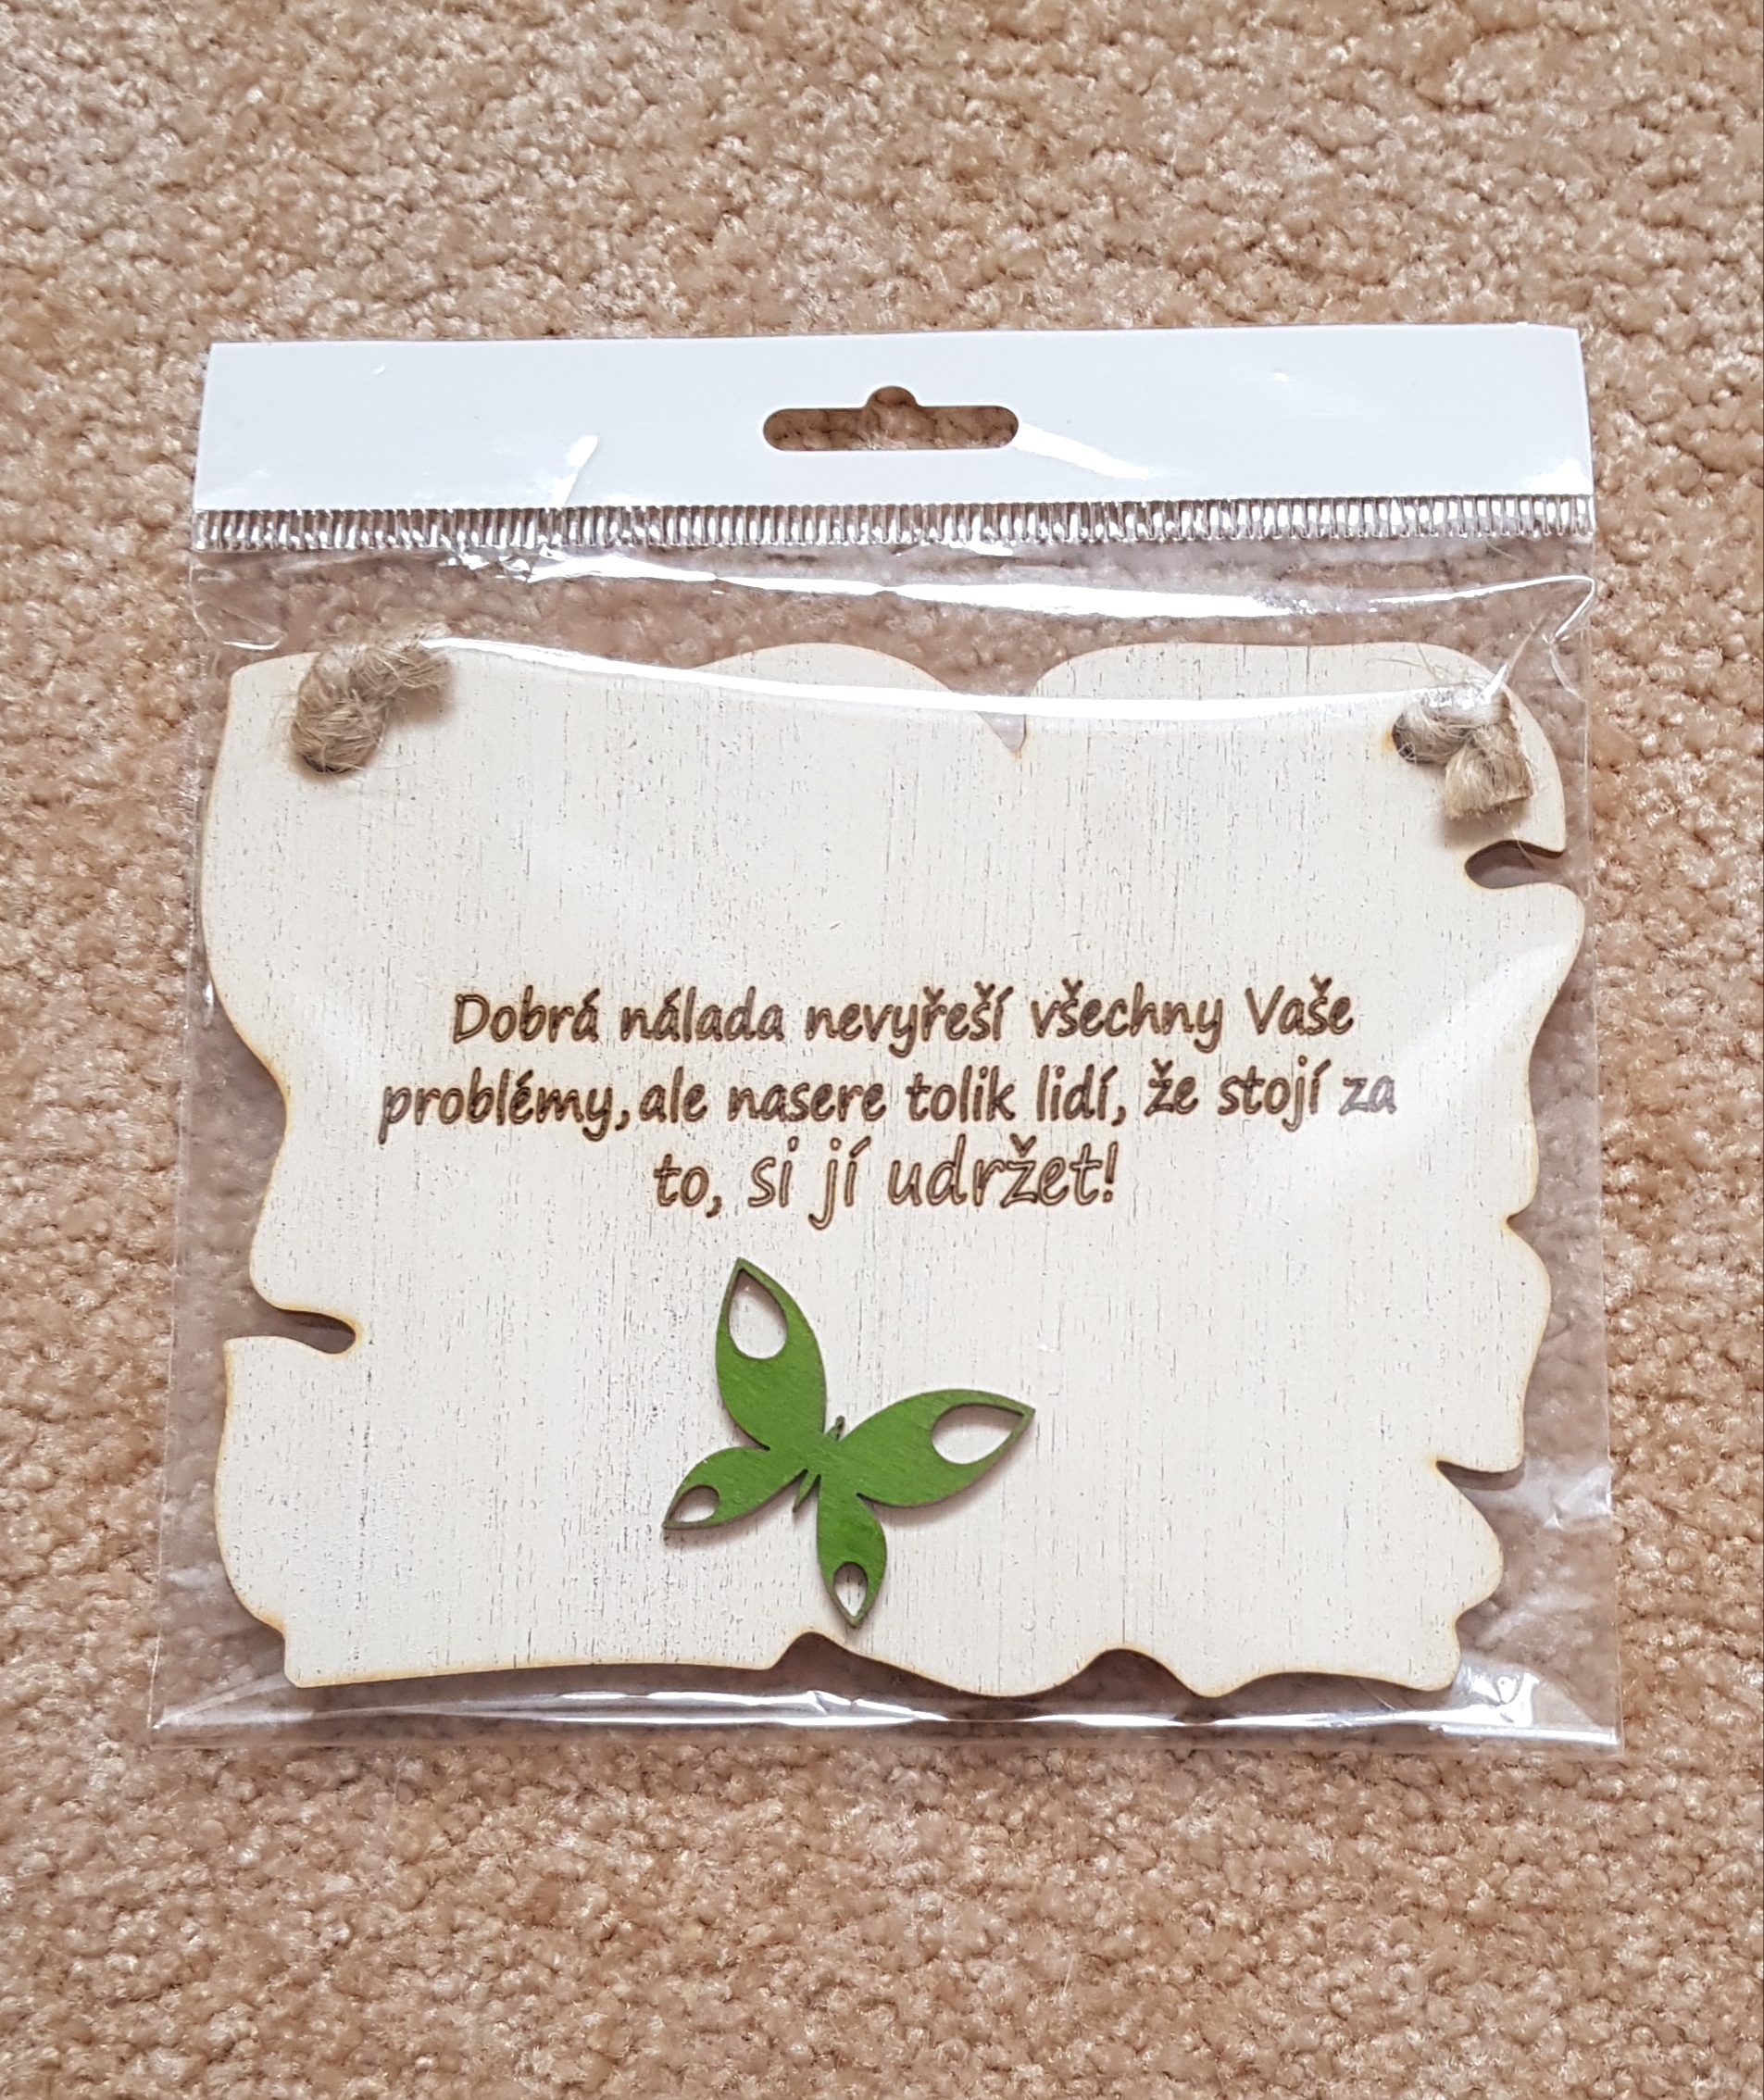 Dobrá nálada nevyřeší všechny Vaše
problémy,ale nasere tolik lidí, že stojí za
to, si jí udržet!